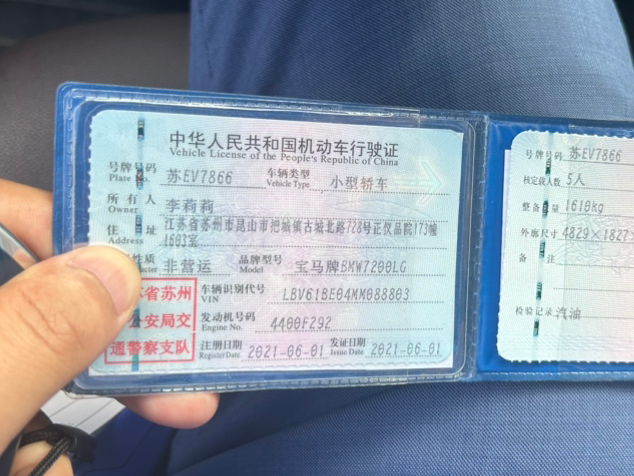 中华人民共和国机动车行驶证
Vehicle License of the People's Republic of China
号牌号码 苏EV7866 车辆类型 小型轿车
Plate No. Vehicle Type
所有人 李莉莉
Owner
住址 江苏省苏州市昆山市巴城镇古城北路728号正仪品院173幢
Address 1503室
性质 非营运 品牌型号 宝马牌BMW7200LG
Model
省苏州 车辆识别代号 LBV61BE04MM088803
VIN
安局交 发动机号码 4400F292
Engine No.
通警察支队 注册日期 2021-06-01 发证日期 2021-06-01
Register Date Issue Date
号牌号码 苏EV7866
核定载人数 5人
整备质量 1610kg
外廓尺寸 4829×1827×
备注
检验记录 汽油